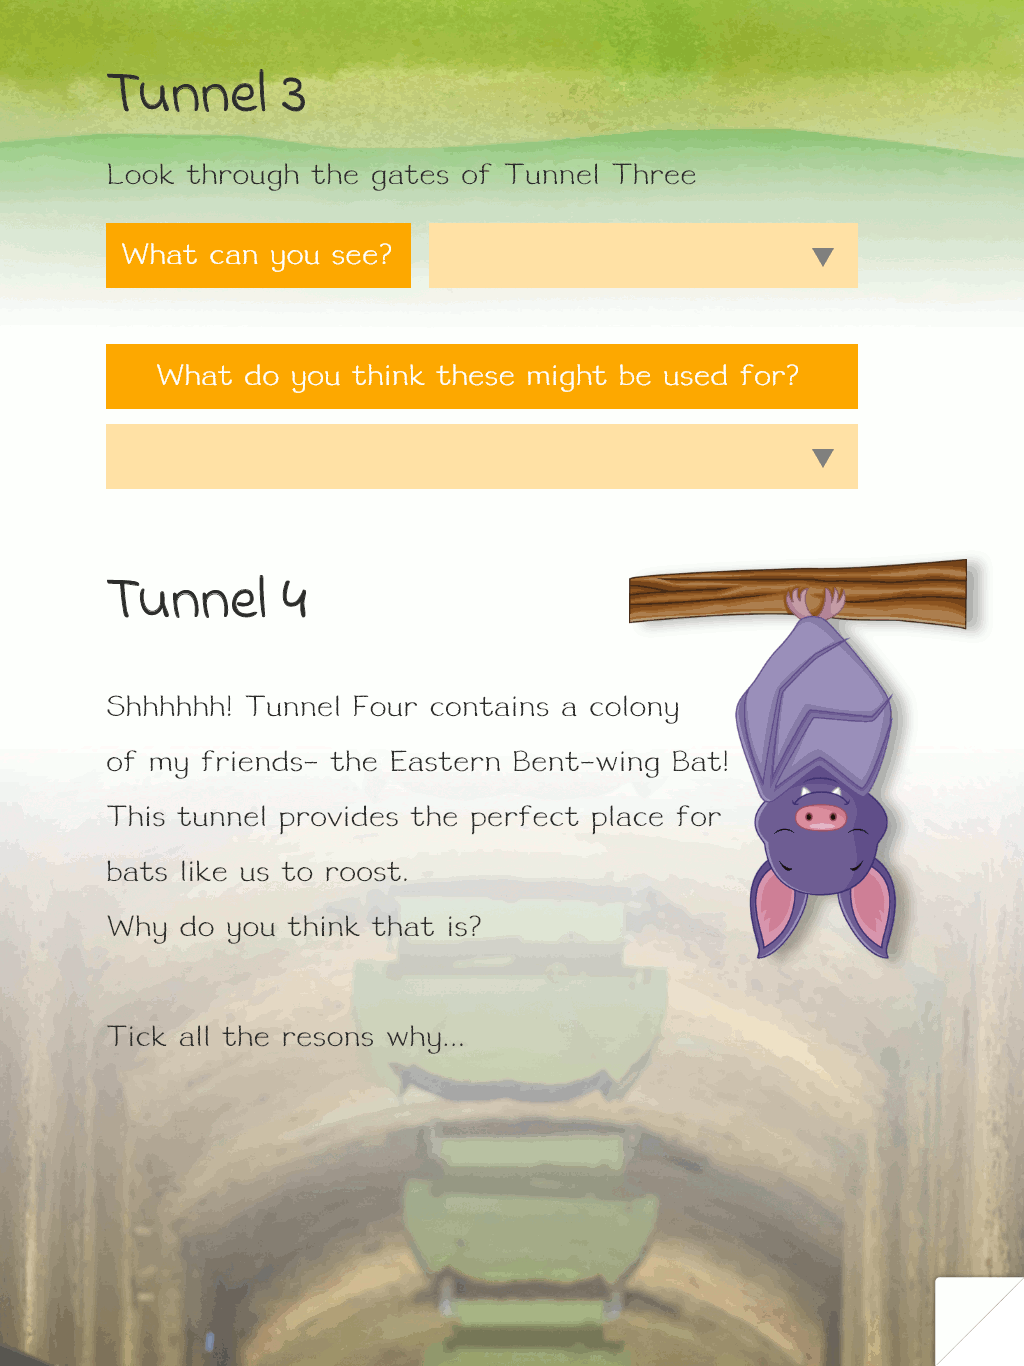 Tunnel 3
Look through the gates of Tunnel Three
What can you see?
What do you think these might be used for?
Tunnel 4
Shhhhhh! Tunnel Four contains a colony
of my friends- the Eastern Bent-wing Bat!
This tunnel provides the perfect place for
bats like us to roost.
Why do you think that is?
Tick all the resons why...